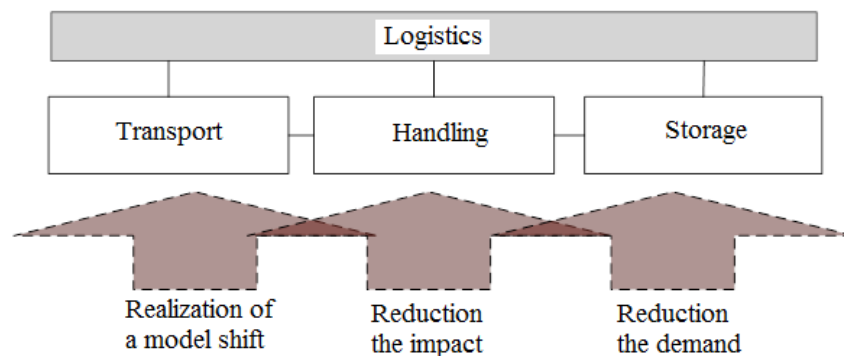 Logistics
Transport
Handling
Storage
Realization of
a model shift
Reduction
the impact
Reduction
the demand